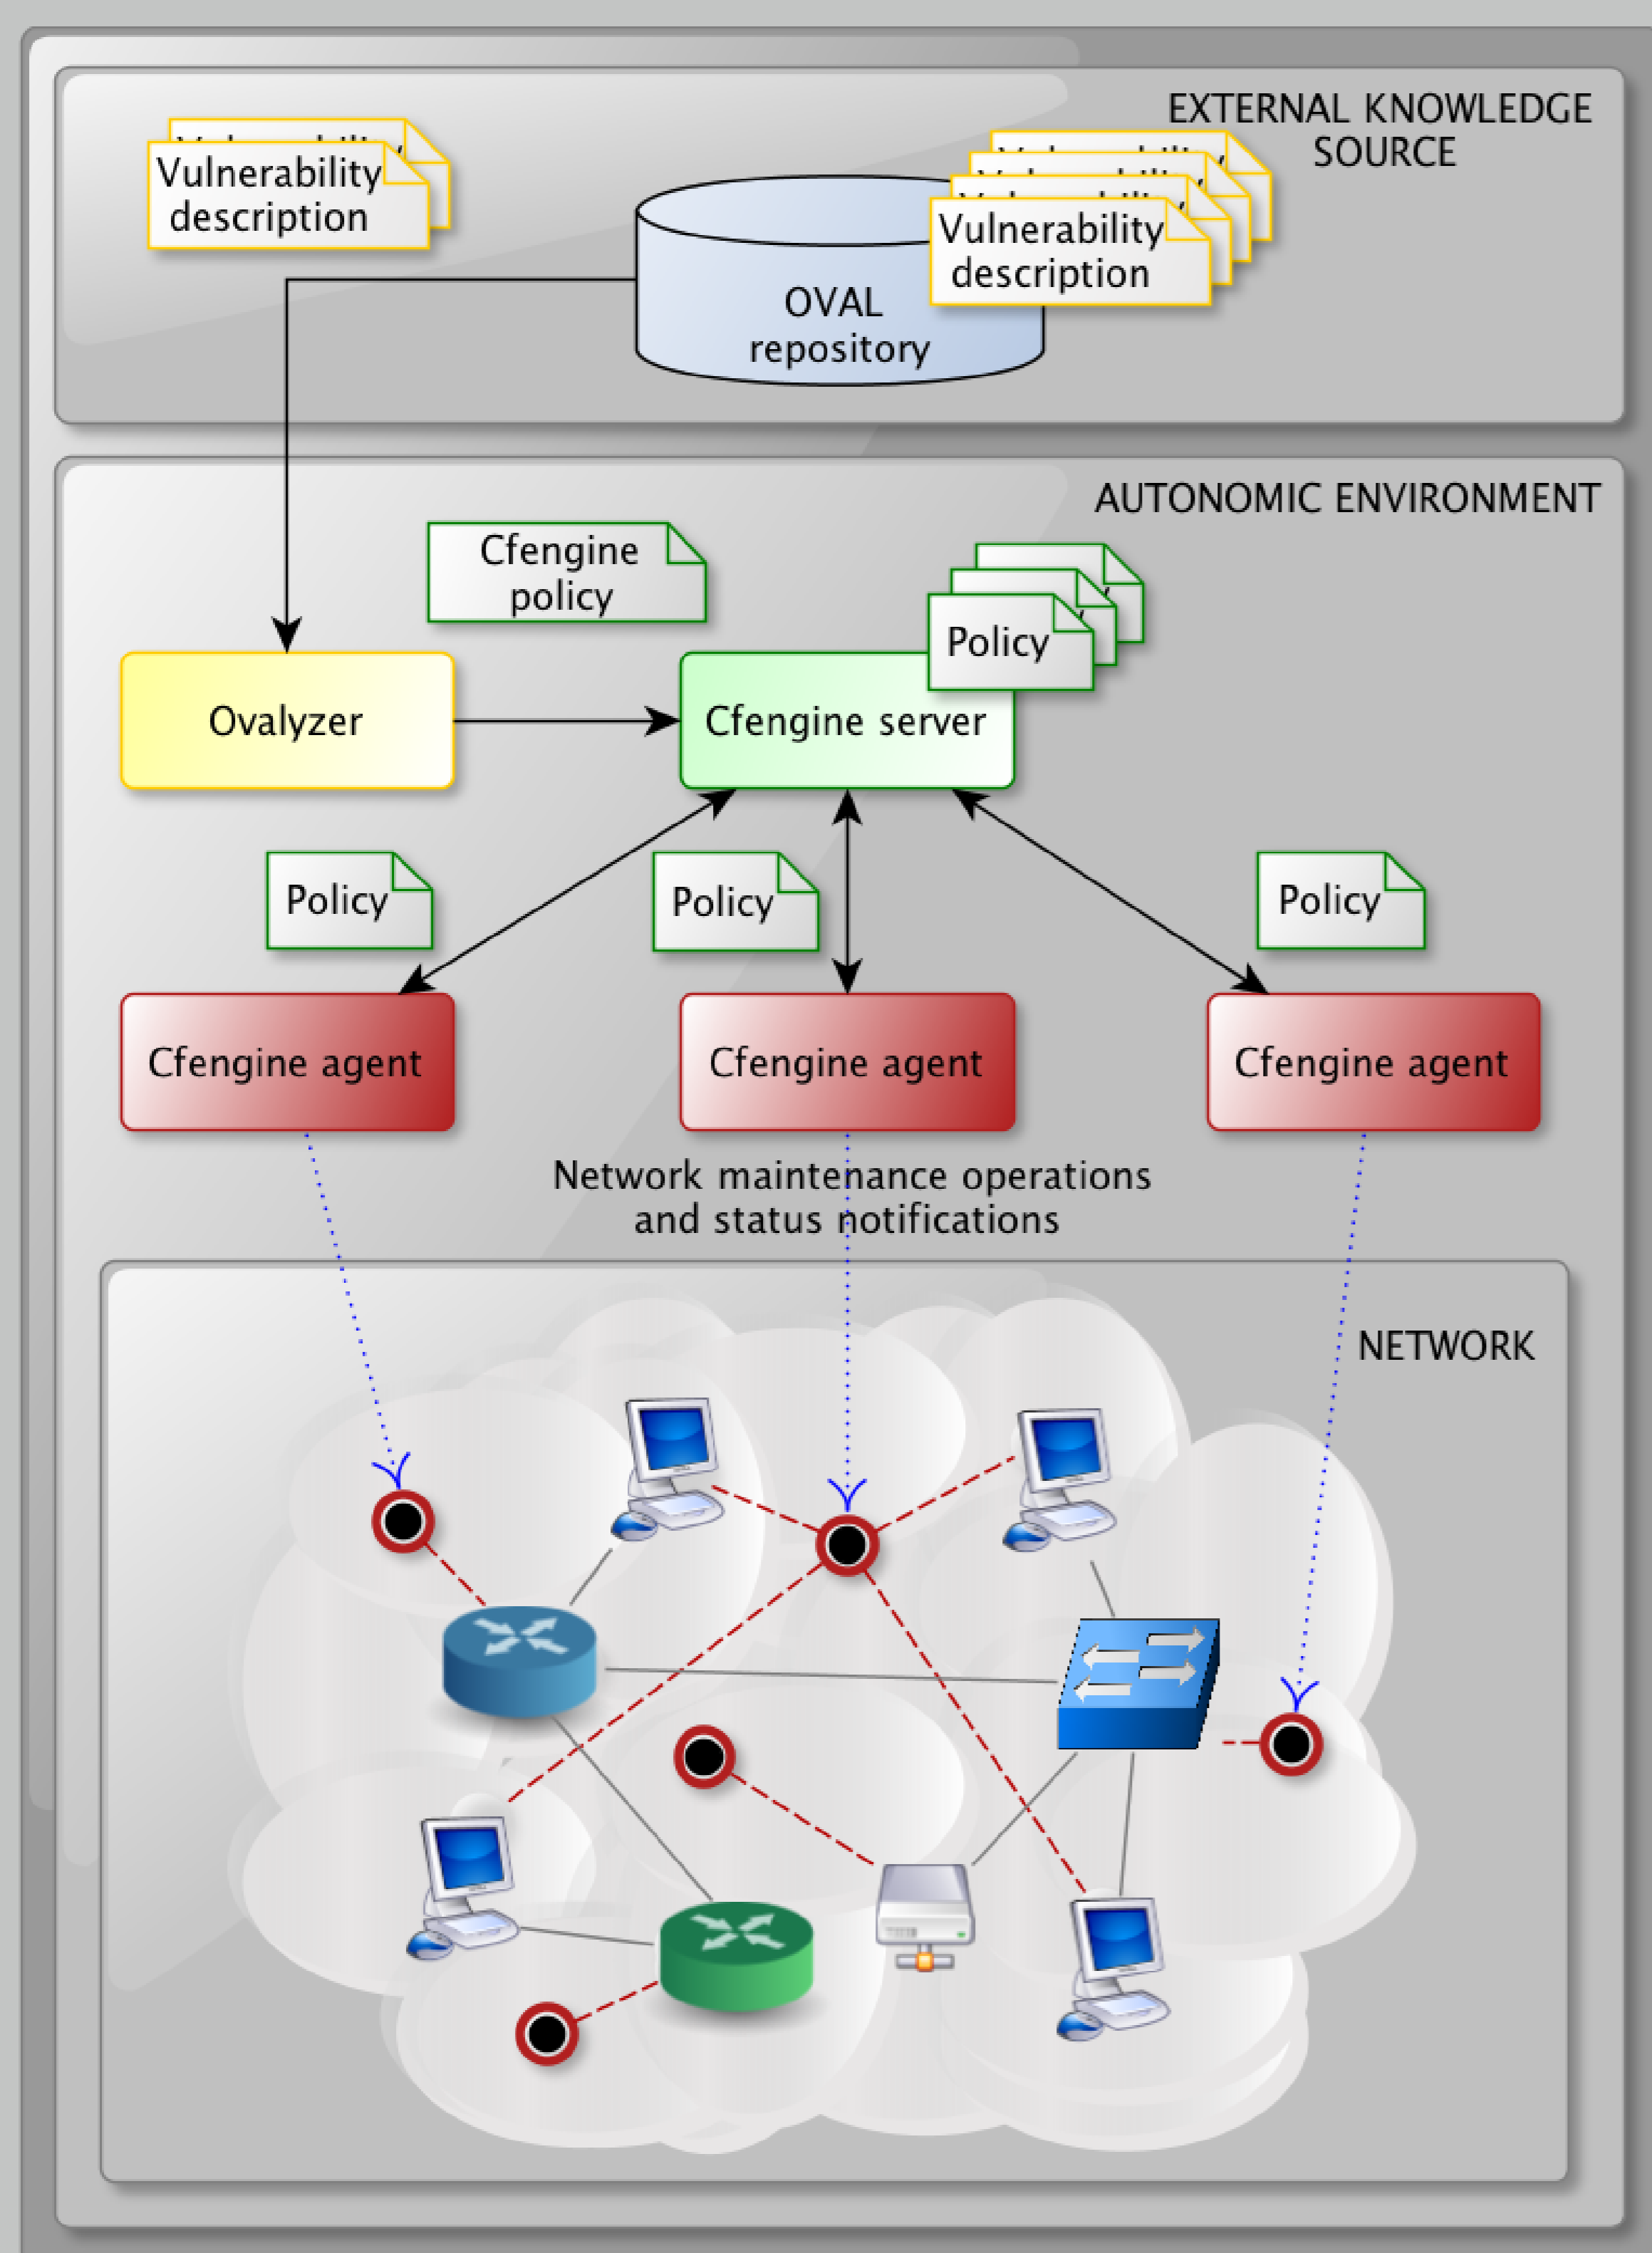 EXTERNAL KNOWLEDGE
SOURCE
Vulnerability
description
Vulnerability
description
OVAL
repository
AUTONOMIC ENVIRONMENT
Cfengine
policy
Policy
Ovalyzer
Cfengine server
Policy
Policy
Policy
Cfengine agent
Cfengine agent
Cfengine agent
Network maintenance operations
and status notifications
NETWORK